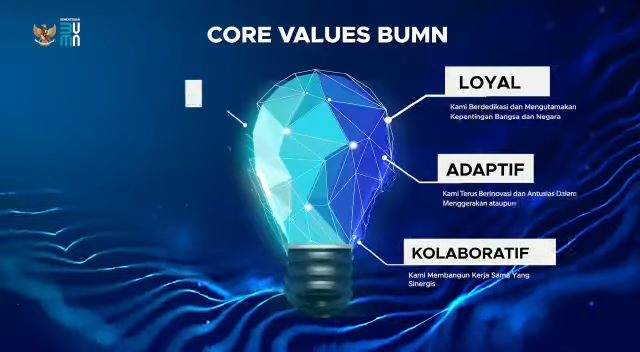 KEMENTERIAN
BUMN
CORE VALUES BUMN
LOYAL
Kami Berdedikasi dan Mengutamakan
Kepentingan Bangsa dan Negara
ADAPTIF
Kami Terus Berinovasi dan Antusias Dalam
Menggerakan ataupun
KOLABORATIF
Kami Membangun Kerja Sama Yang
Sinergis